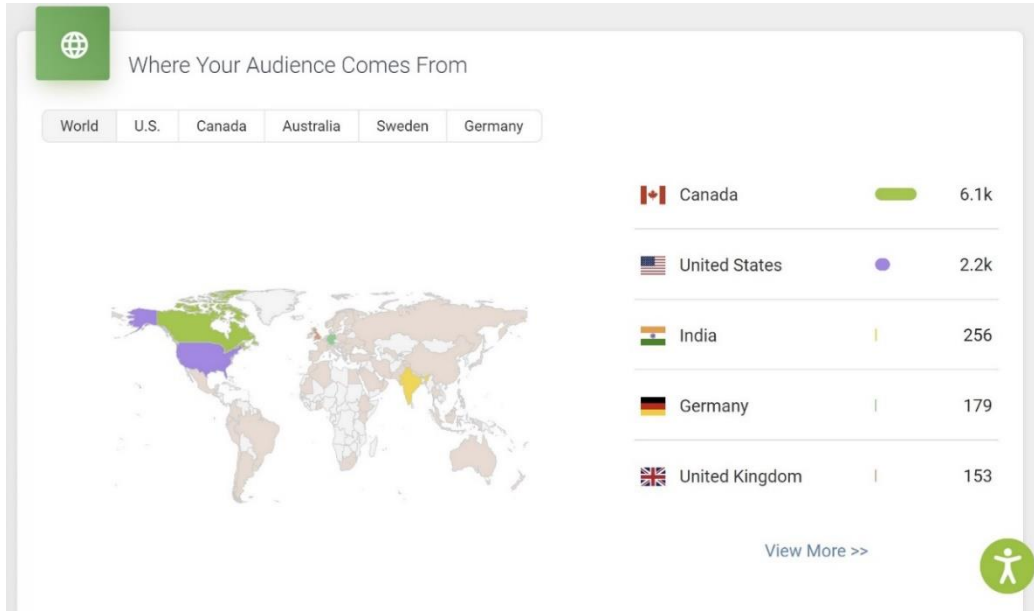 Where Your Audience Comes From
World U.S. Canada Australia Sweden Germany
Canada 6.1k
United States 2.2k
India 256
Germany 179
United Kingdom 153
View More >>